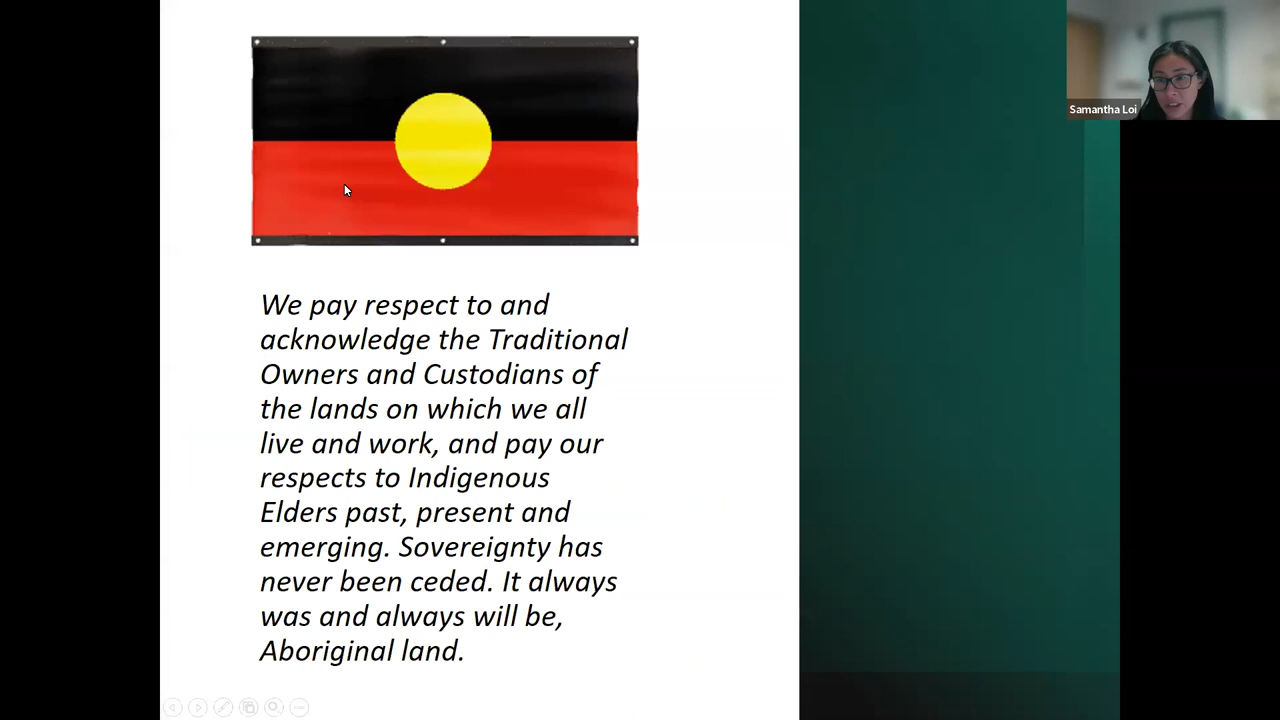 Samantha Loi
We pay respect to and
acknowledge the Traditional
Owners and Custodians of
the lands on which we all
live and work, and pay our
respects to Indigenous
Elders past, present and
emerging. Sovereignty has
never been ceded. It always
was and always will be,
Aboriginal land.